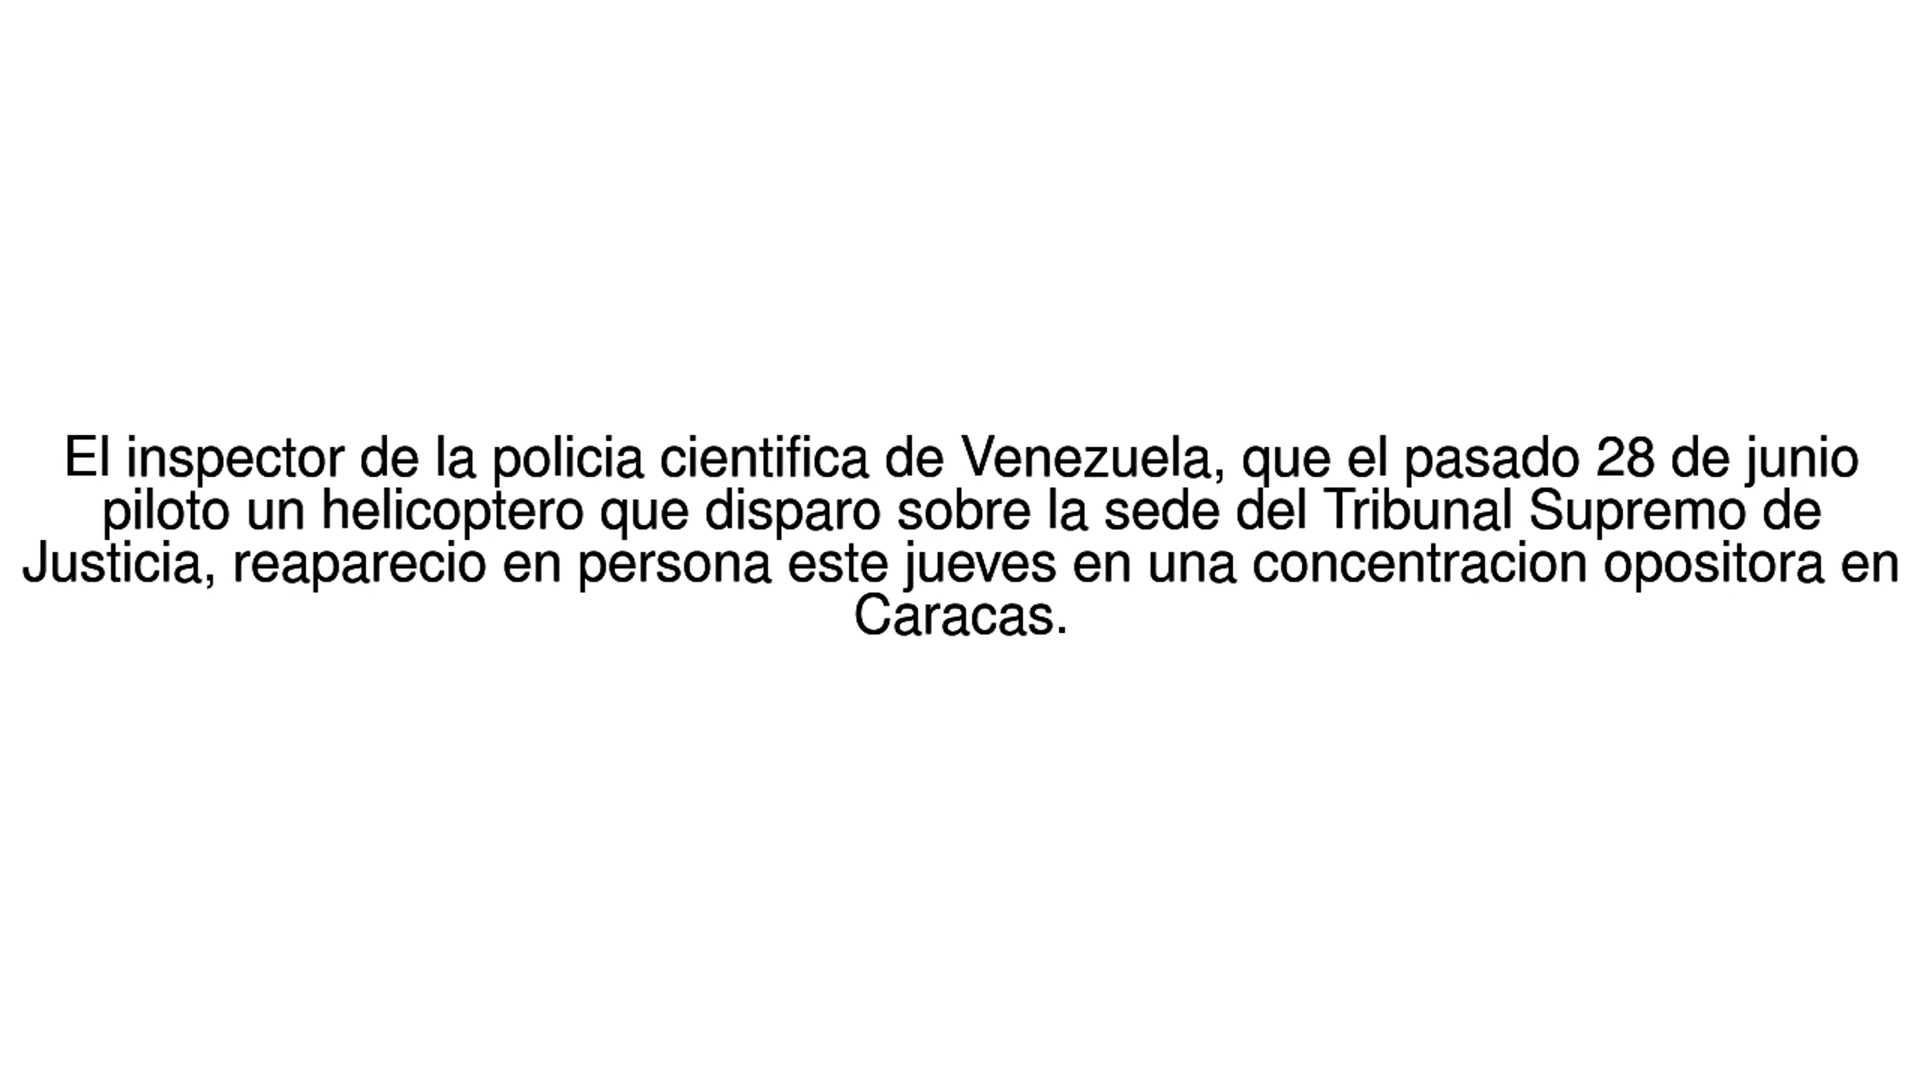 El inspector de la policia cientifica de Venezuela, que el pasado 28 de junio
piloto un helicoptero que disparo sobre la sede del Tribunal Supremo de
Justicia, reaparecio en persona este jueves en una concentracion opositora en
Caracas.